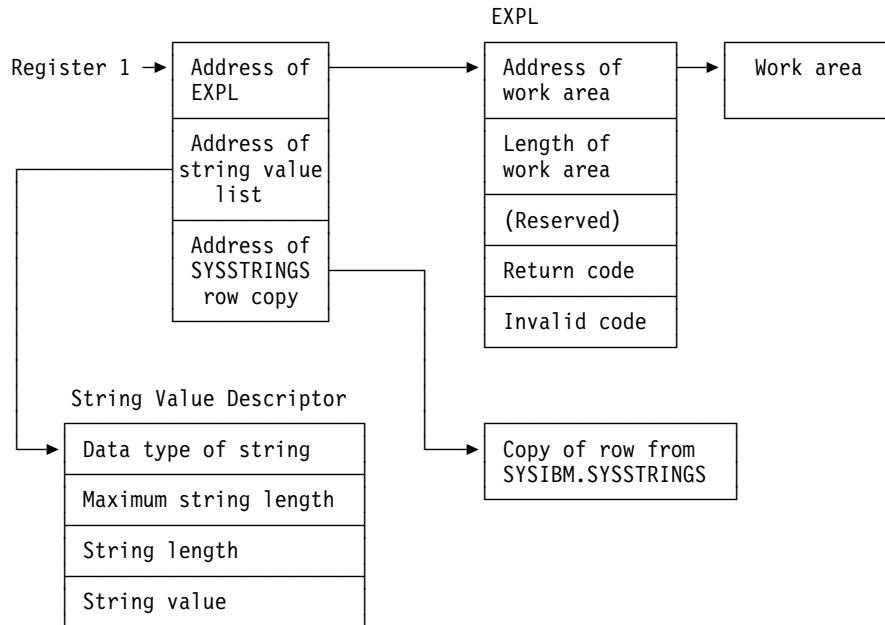 EXPL
Register 1
Address of
EXPL
Address of
string value
list
Address of
SYSSTRINGS
row copy
Address of
work area
Length of
work area
(Reserved)
Return code
Invalid code
Work area
String Value Descriptor
Data type of string
Maximum string length
String length
String value
Copy of row from
SYSIBM.SYSSTRINGS